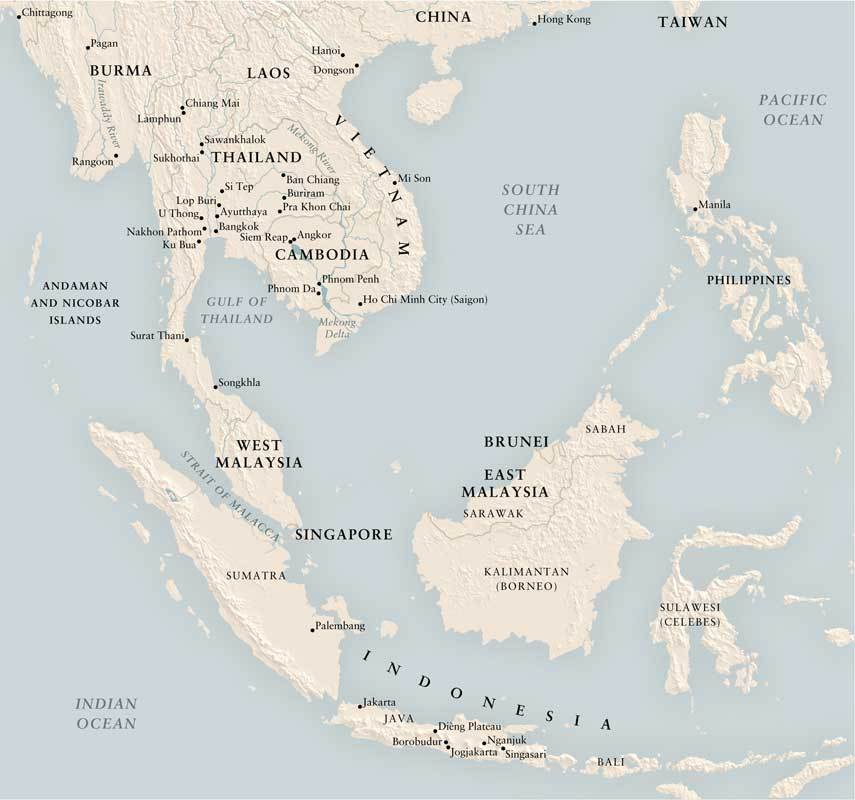 Chittagong
CHINA
Hong Kong
TAIWAN
Pagan
Hanoi
BURMA
LAOS
Dongson
Irawaddy River
Chiang Mai
Lamphun
PACIFIC
OCEAN
VIETNAM
Mekong River
Sawankhalok
Sukhothai
THAILAND
Rangoon
Ban Chiang
Mi Son
Si Tep
Buriram
Lop Buri
Pra Khon Chai
U Thong
Ayutthaya
SOUTH
CHINA
SEA
Manila
Nakhon Pathom
Bangkok
Siem Reap
Angkor
Ku Bua
CAMBODIA
Phnom Penh
Phnom Da
PHILIPPINES
ANDAMAN
AND NICOBAR
ISLANDS
GULF OF
THAILAND
Ho Chi Minh City (Saigon)
Mekong
Delta
Surat Thani
Songkhla
WEST
MALAYSIA
BRUNEI
SABAH
EAST
MALAYSIA
SARAWAK
STRAIT OF MALACCA
SINGAPORE
SUMATRA
KALIMANTAN
(BORNEO)
SULAWESI
(CELEBES)
Palembang
INDONESIA
INDIAN
OCEAN
Jakarta
JAVA
Dièng Plateau
Borobudur
Nganjuk
Jogjakarta
Singasari
BALI